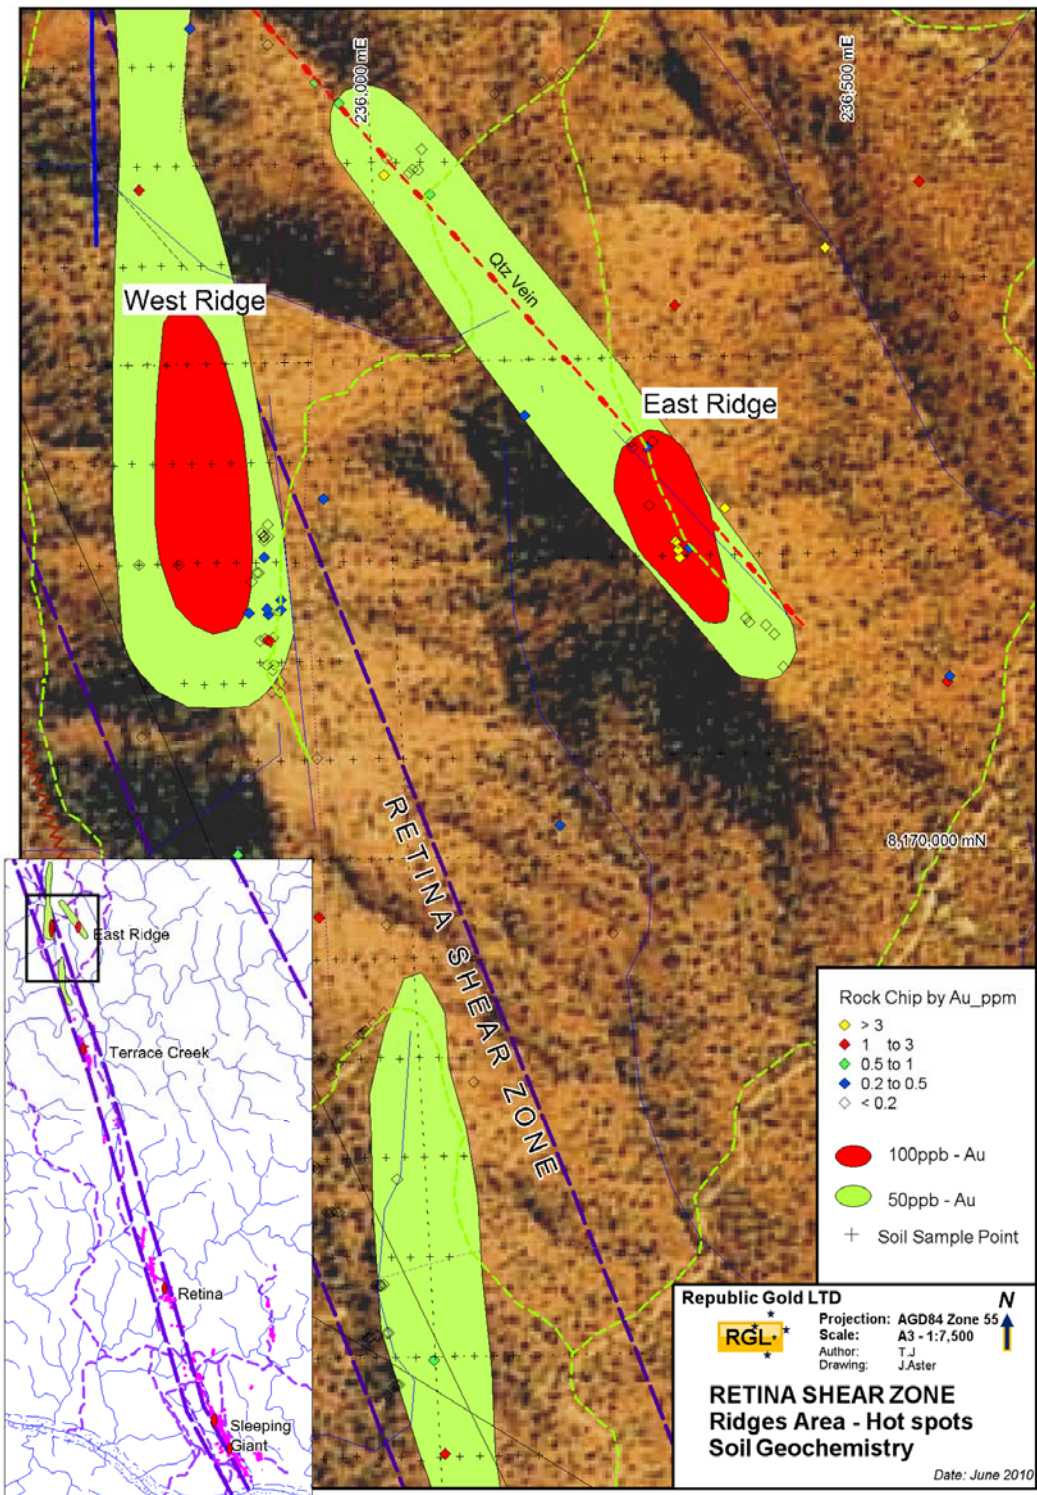 236,000 mE
236,500 mE
Qtz Vein
West Ridge
East Ridge
RETINA SHEAR ZONE
8,170,000 mN
East Ridge
Terrace Creek
Retina
Sleeping
Giant
Rock Chip by Au_ppm
> 3
1 to 3
0.5 to 1
0.2 to 0.5
< 0.2
100ppb - Au
50ppb - Au
Soil Sample Point
Republic Gold LTD
RGL
Projection: AGD84 Zone 55
Scale: A3 - 1:7,500
Author: T.J
Drawing: J.Aster
N
RETINA SHEAR ZONE
Ridges Area - Hot spots
Soil Geochemistry
Date: June 2010